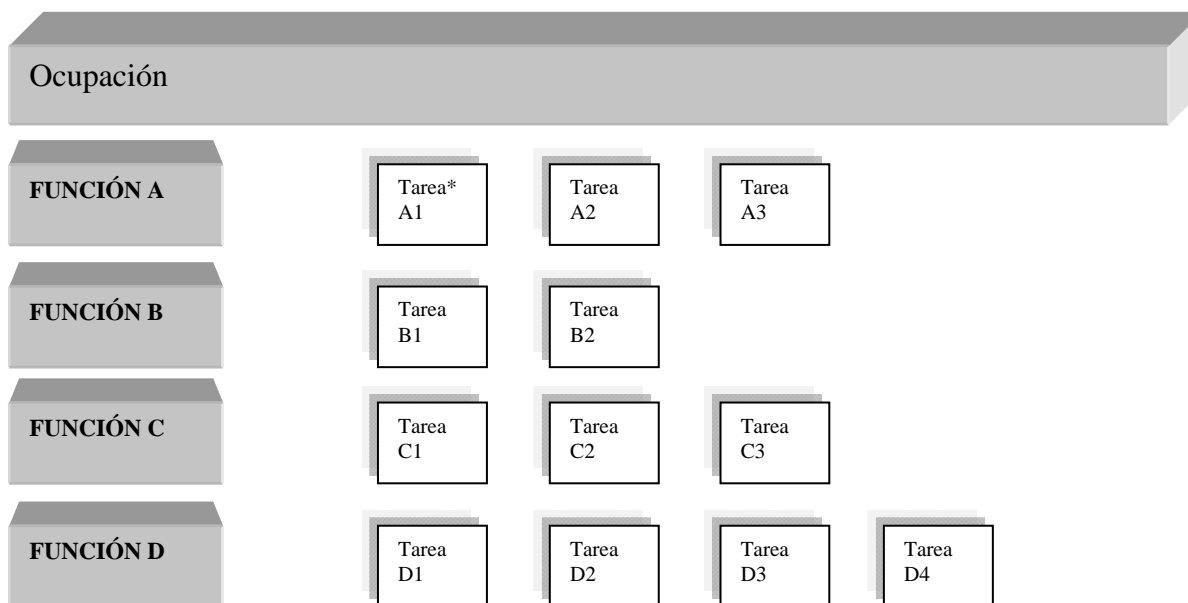 Ocupación
FUNCIÓN A
Tarea*
A1
Tarea
A2
Tarea
A3
FUNCIÓN B
Tarea
B1
Tarea
B2
FUNCIÓN C
Tarea
C1
Tarea
C2
Tarea
C3
FUNCIÓN D
Tarea
D1
Tarea
D2
Tarea
D3
Tarea
D4